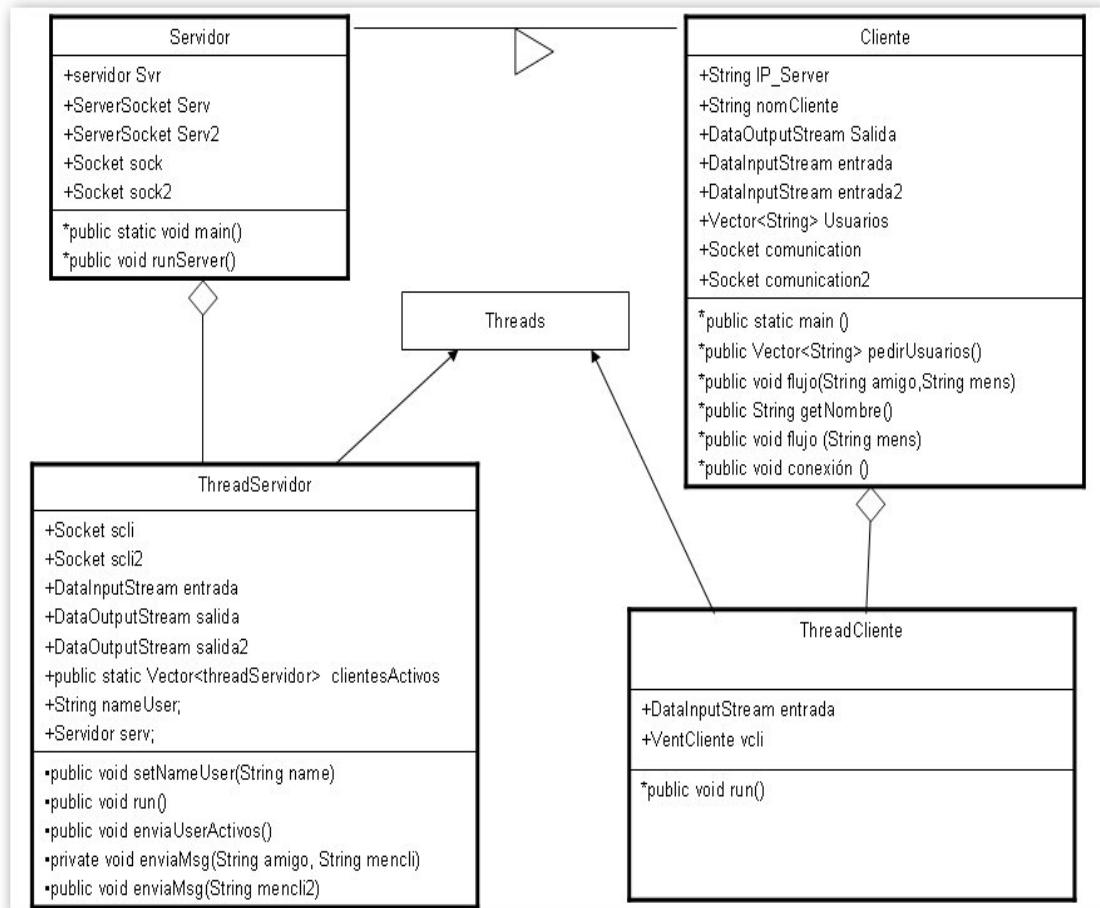 Servidor
+servidor Svr
+ServerSocket Serv
+ServerSocket Serv2
+Socket sock
+Socket sock2
*public static void main()
*public void runServer()
Cliente
+String IP_Server
+String nomCliente
+DataOutputStream Salida
+DataInputStream entrada
+DataInputStream entrada2
+Vector<String> Usuarios
+Socket comunication
+Socket comunication2
*public static main ()
*public Vector<String> pedirUsuarios()
*public void flujo(String amigo,String mens)
*public String getNombre()
*public void flujo (String mens)
*public void conexión ()
Threads
ThreadServidor
+Socket scli
+Socket scli2
+DataInputStream entrada
+DataOutputStream salida
+DataOutputStream salida2
+public static Vector<threadServidor> clientesActivos
+String nameUser;
+Servidor serv;
▪public void setNameUser(String name)
▪public void run()
▪public void enviaUserActivos()
▪private void enviaMsg(String amigo, String mencli)
▪public void enviaMsg(String mencli2)
ThreadCliente
+DataInputStream entrada
+VentCliente vcli
*public void run()